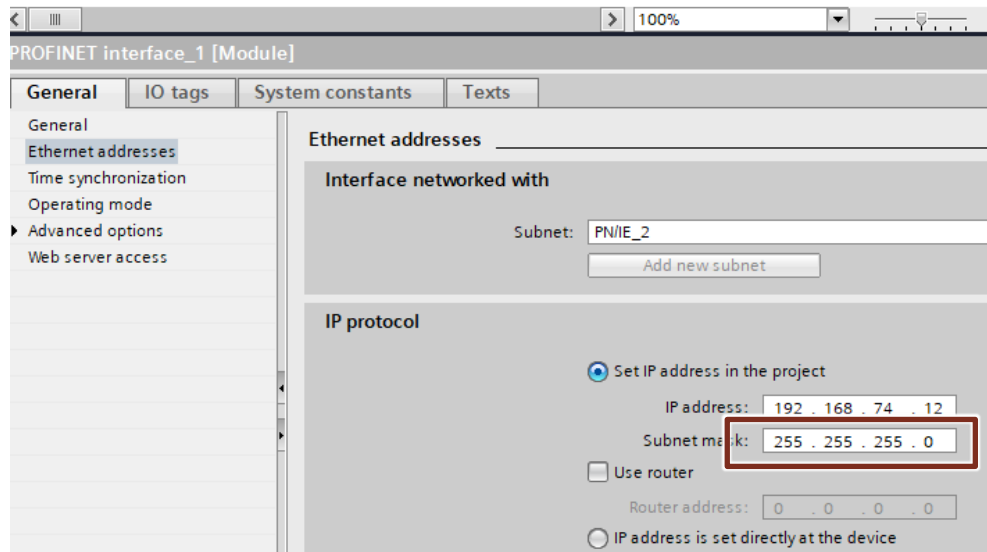 100%
PROFINET interface_1 [Module]
General IO tags System constants Texts
General
Ethernet addresses
Time synchronization
Operating mode
Advanced options
Web server access
Ethernet addresses
Interface networked with
Subnet: PN/IE_2
Add new subnet
IP protocol
Set IP address in the project
IP address: 192 . 168 . 74 . 12
Subnet mask: 255 . 255 . 255 . 0
Use router
Router address: 0 . 0 . 0 . 0
IP address is set directly at the device